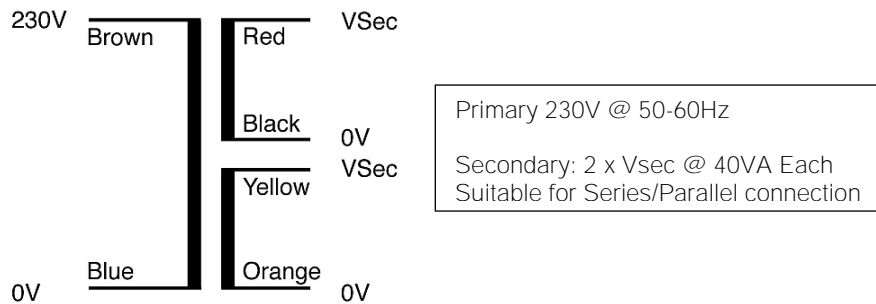 230V
Brown
Red
VSec
Black
0V
VSec
Yellow
Blue
Orange
0V
0V
Primary 230V @ 50-60Hz
Secondary: 2 x Vsec @ 40VA Each
Suitable for Series/Parallel connection